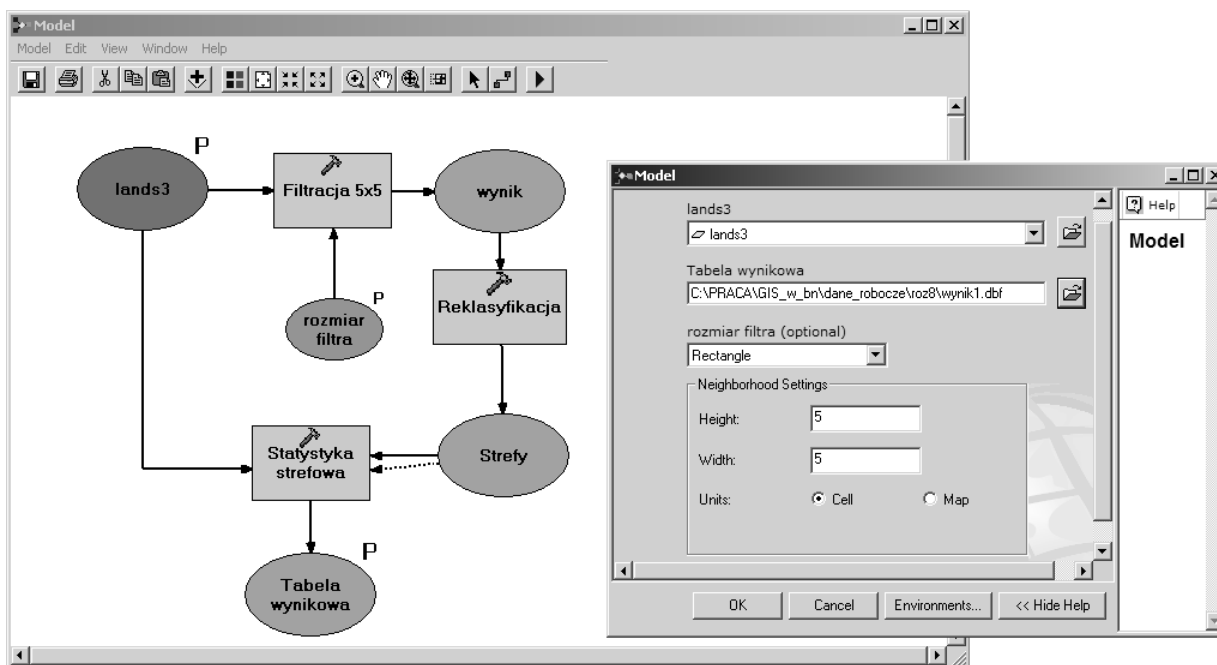 Model
Model Edit View Window Help
P
lands3
Filtracja 5x5
wynik
P
rozmiar
filtra
Reklasyfikacja
Statystyka
strefowa
Strefy
P
Tabela
wynikowa
Model
lands3
lands3
Tabela wynikowa
C:\PRACA\GIS_w_bn\dane_robocze\roz8\wynik1.dbf
rozmiar filtra (optional)
Rectangle
Neighborhood Settings
Height: 5
Width: 5
Units: Cell Map
OK Cancel Environments... << Hide Help
Help
Model